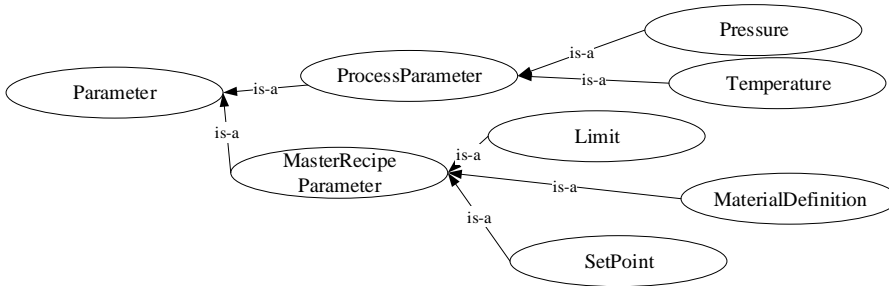 Pressure
is-a
ProcessParameter
is-a
Temperature
Parameter
is-a
is-a
Limit
MasterRecipe
Parameter
is-a
is-a
MaterialDefinition
is-a
SetPoint